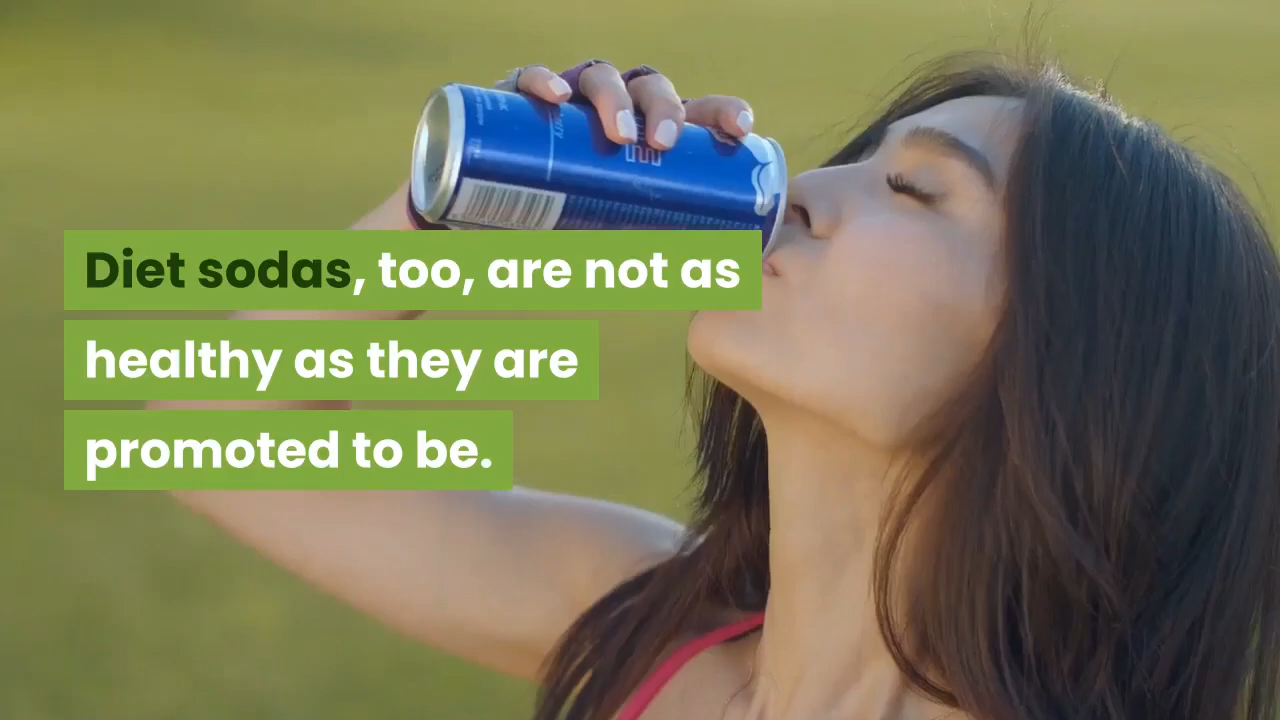 Diet sodas, too, are not as
healthy as they are
promoted to be.